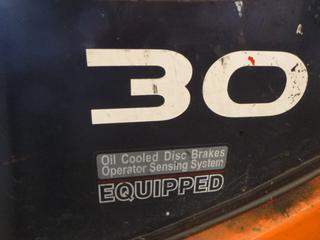 30
Oil Cooled Disc Brakes
Operator Sensing System
EQUIPPED